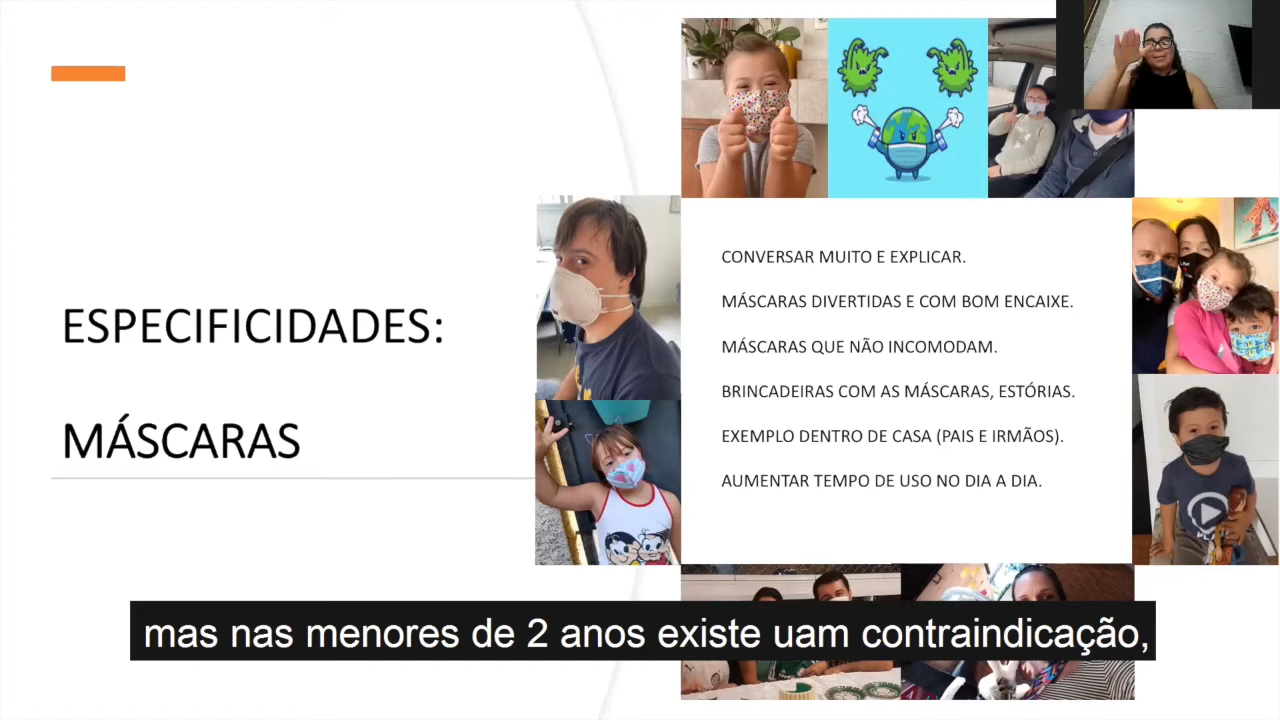 ESPECIFICIDADES:
MÁSCARAS
CONVERSAR MUITO E EXPLICAR.
MÁSCARAS DIVERTIDAS E COM BOM ENCAIXE.
MÁSCARAS QUE NÃO INCOMODAM.
BRINCADEIRAS COM AS MÁSCARAS, ESTÓRIAS.
EXEMPLO DENTRO DE CASA (PAIS E IRMÃOS).
AUMENTAR TEMPO DE USO NO DIA A DIA.
mas nas menores de 2 anos existe uam contraindicação,